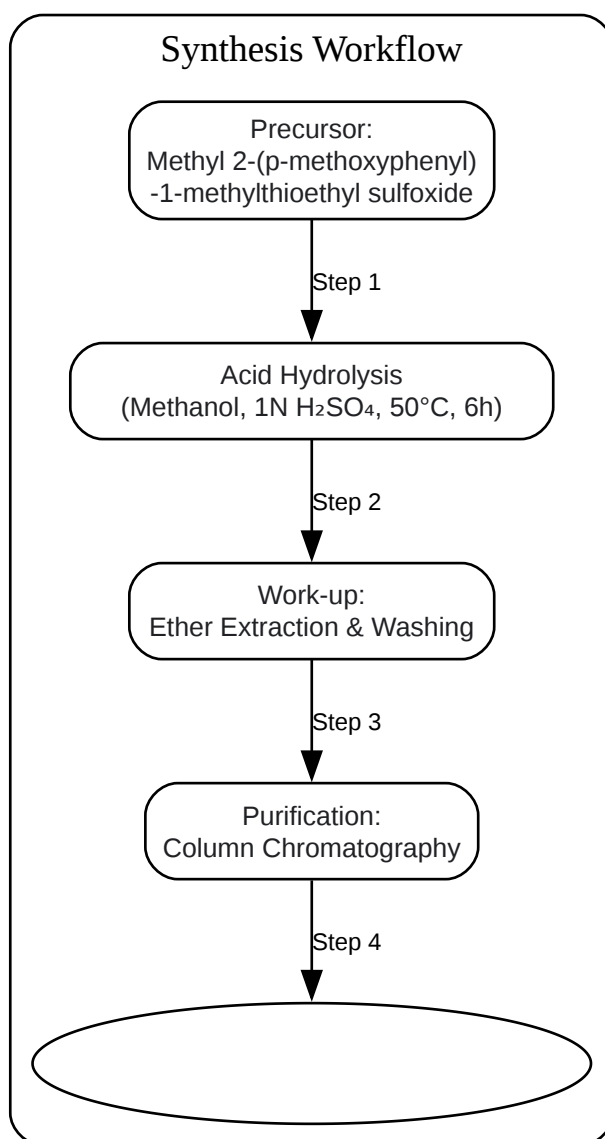 Synthesis Workflow
Precursor:
Methyl 2-(p-methoxyphenyl)
-1-methylthioethyl sulfoxide
Step 1
Acid Hydrolysis
(Methanol, 1N H₂SO₄, 50°C, 6h)
Step 2
Work-up:
Ether Extraction & Washing
Step 3
Purification:
Column Chromatography
Step 4